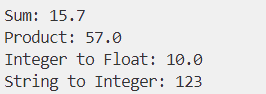 Sum: 15.7
Product: 57.0
Integer to Float: 10.0
String to Integer: 123